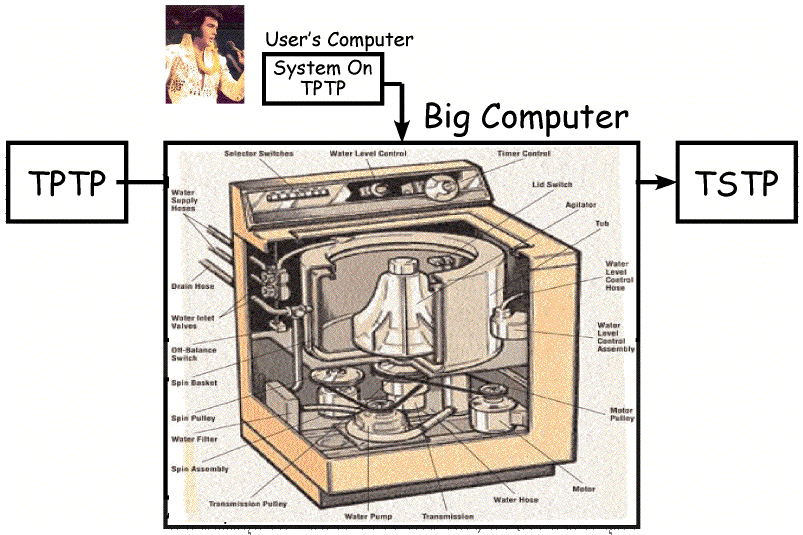 User's Computer
System On
TPTP
Big Computer
TPTP
TSTP
Selector Switches
Water Level Control
Timer Control
Lid Switch
Agitator
Tub
Water
Supply
Hoses
Drain Hose
Water
Level
Control
Hose
Water Inlet
Valves
Water
Level
Control
Assembly
Off-Balance
Switch
Spin Basket
Spin Pulley
Motor
Pulley
Water Filter
Spin Assembly
Transmission Pulley
Water Pump
Transmission
Water Hose
Motor